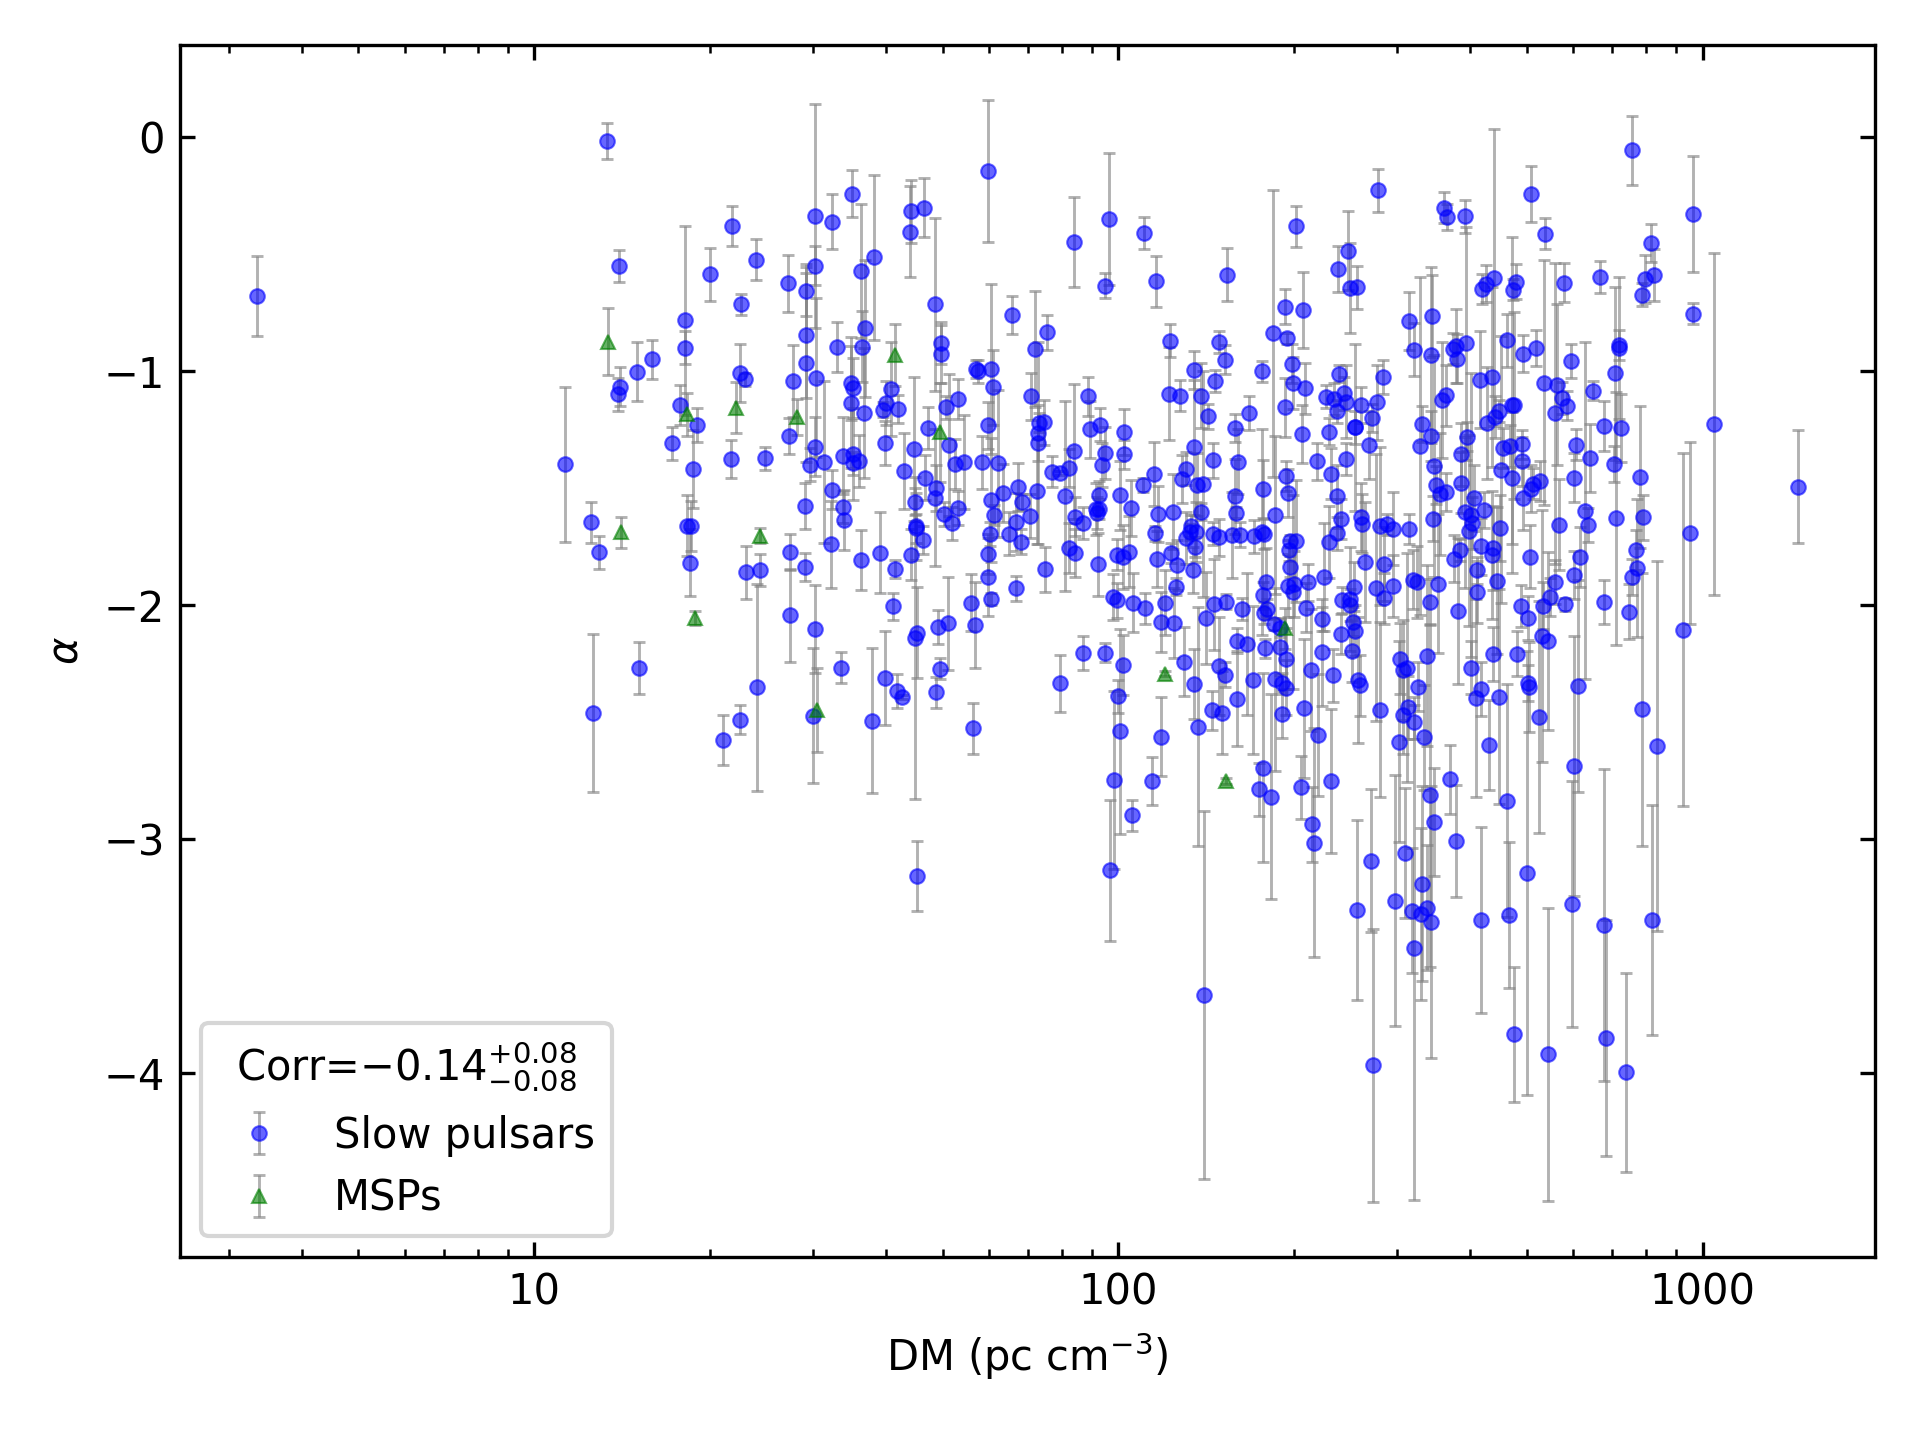 0
−1
−2
−3
−4
α
Corr=−0.14 +0.08 −0.08
Slow pulsars
MSPs
10 100 1000
DM (pc cm⁻³)